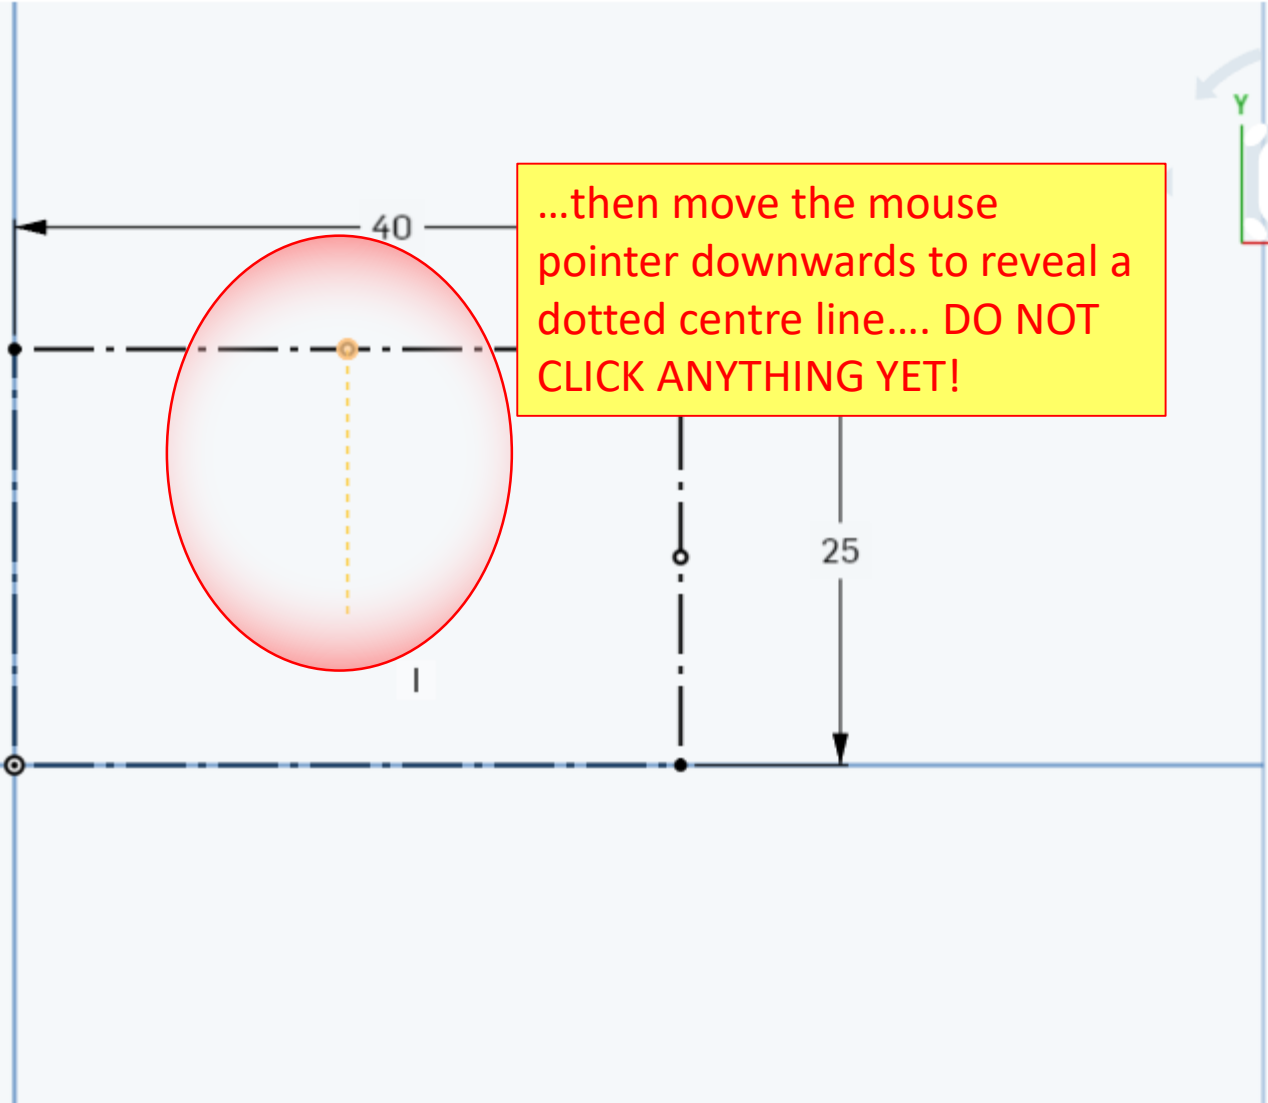 Y
40
...then move the mouse
pointer downwards to reveal a
dotted centre line.... DO NOT
CLICK ANYTHING YET!
25